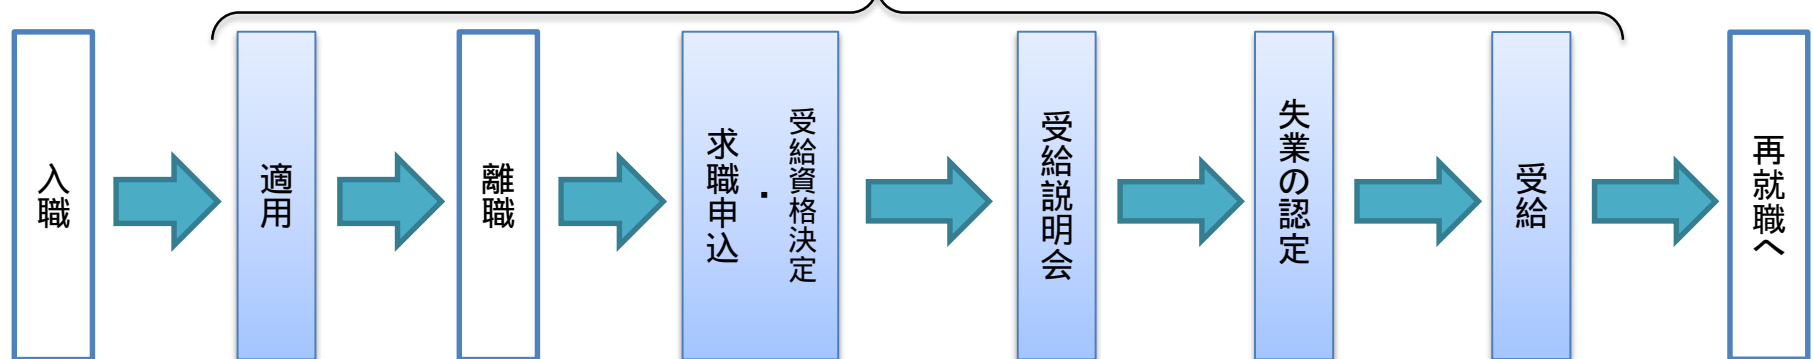 入職
適用
離職
受給資格決定
・
求職申込
受給説明会
失業の認定
受給
再就職へ